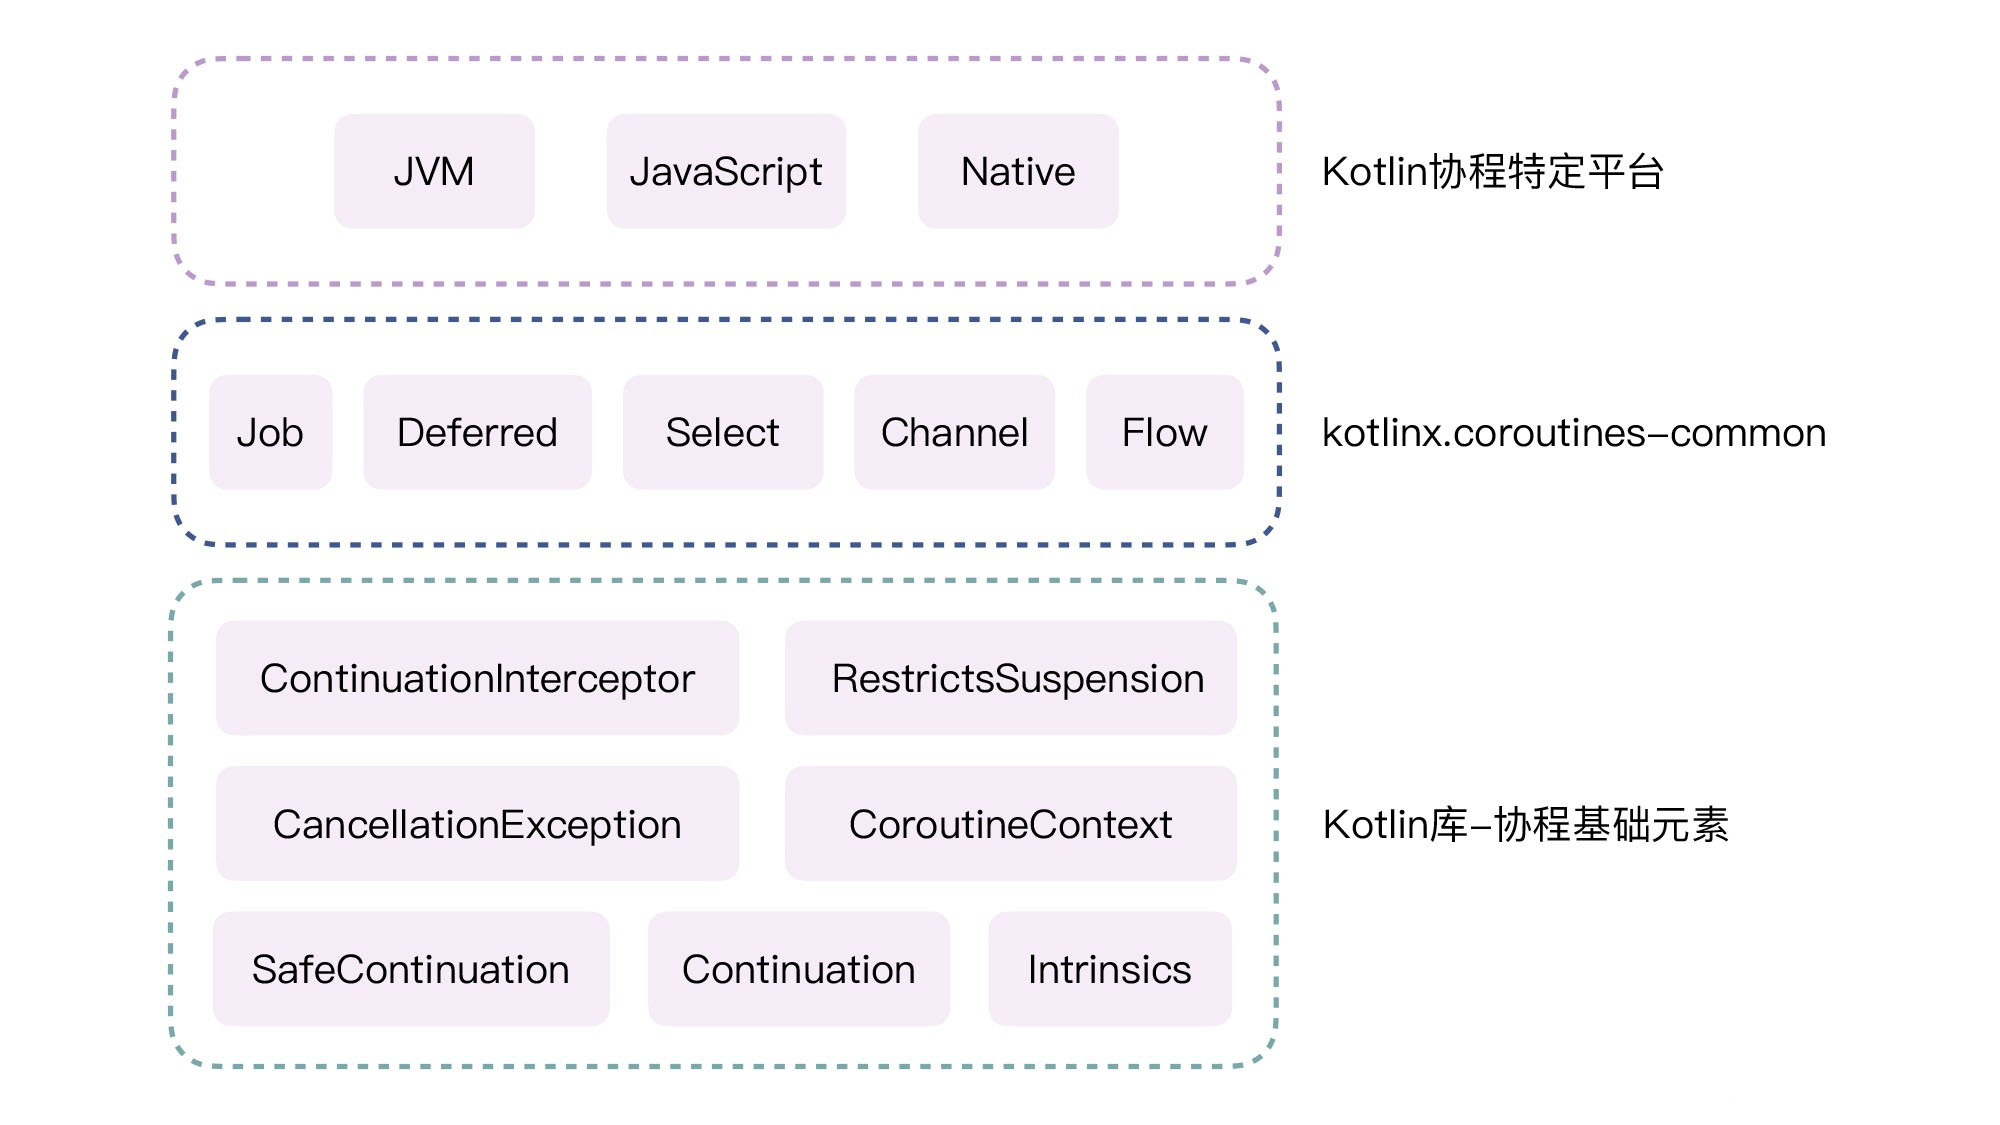 JVM JavaScript Native Kotlin协程特定平台
Job Deferred Select Channel Flow kotlinx.coroutines-common
ContinuationInterceptor RestrictsSuspension
CancellationException CoroutineContext Kotlin库-协程基础元素
SafeContinuation Continuation Intrinsics